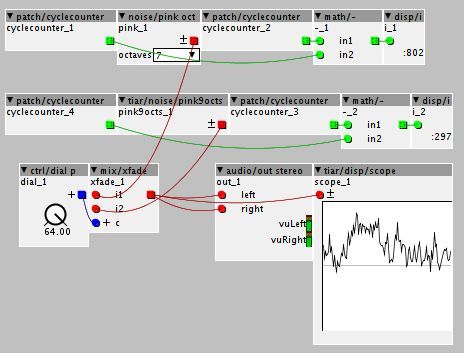 patch/cyclecounter noise/pink oct patch/cyclecounter math/- disp/i
cyclecounter_1 pink_1 cyclecounter_2 -_1 i_1
± in1 :802
octaves 7 in2
patch/cyclecounter tiar/noise/pink9octs patch/cyclecounter math/- disp/i
cyclecounter_4 pink9octs_1 cyclecounter_3 -_2 i_2
± in1 :297
in2
ctrl/dial p mix/xfade audio/out stereo tiar/disp/scope
dial_1 xfade_1 out_1 scope_1
+ i1 left ±
i2 right
64.00 + c vuLeft
vuRight